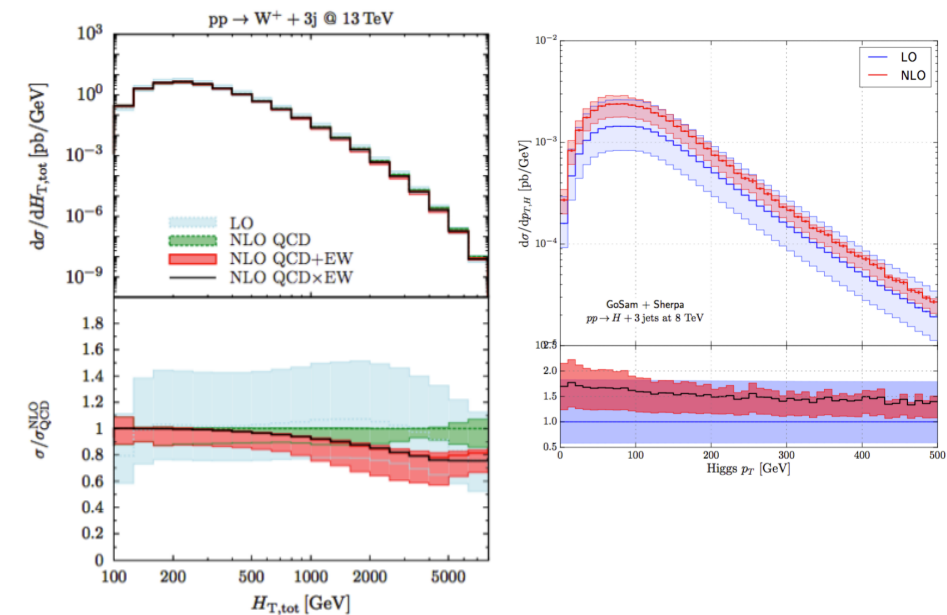 pp → W⁺ + 3j @ 13 TeV
dσ/dH_T,tot [pb/GeV]
10³
10⁰
10⁻³
10⁻⁶
10⁻⁹
LO
NLO QCD
NLO QCD+EW
NLO QCD×EW
σ/σ^NLO_QCD
1.8
1.6
1.4
1.2
1
0.8
0.6
0.4
0.2
0
100 200 500 1000 2000 5000
H_T,tot [GeV]
10⁻²
10⁻³
10⁻⁴
dσ/dp_T,H [pb/GeV]
LO
NLO
GoSam + Sherpa
pp → H + 3 jets at 8 TeV
2.0
1.5
1.0
0.5
0 100 200 300 400 500
Higgs p_T [GeV]